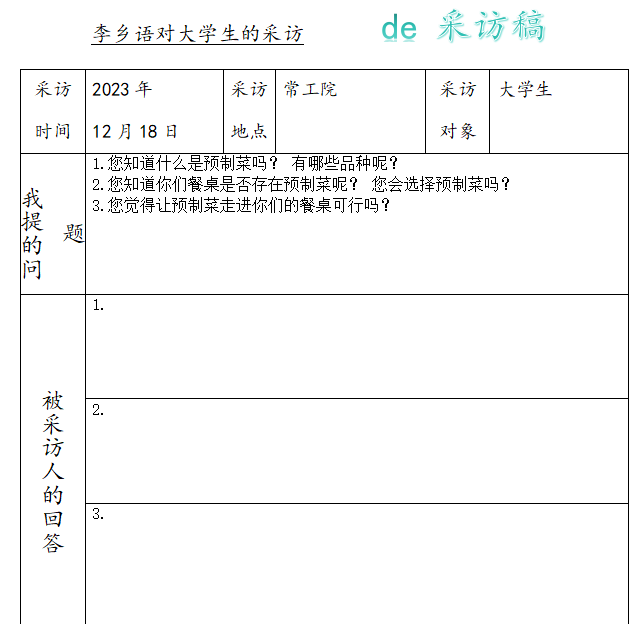 李乡语对大学生的采访
de 采访稿
采访时间
2023 年
12 月 18 日
采访地点
常工院
采访对象
大学生
我提的问题
1.您知道什么是预制菜吗？ 有哪些品种呢？
2.您知道你们餐桌是否存在预制菜呢？ 您会选择预制菜吗？
3.您觉得让预制菜走进你们的餐桌可行吗？
被采访人的回答
1.
2.
3.